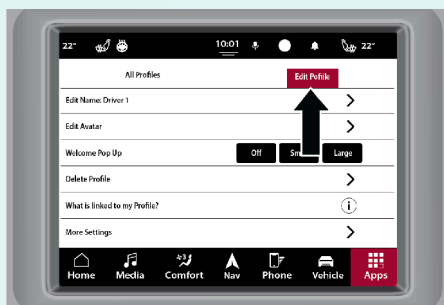 22° 10:01 22°
All Profiles Edit Pofile
Edit Name: Driver 1
Edit Avatar
Welcome Pop Up Off Large
Delete Profile
What is linked to my Profile?
More Settings
Home Media Comfort Nav Phone Vehicle Apps